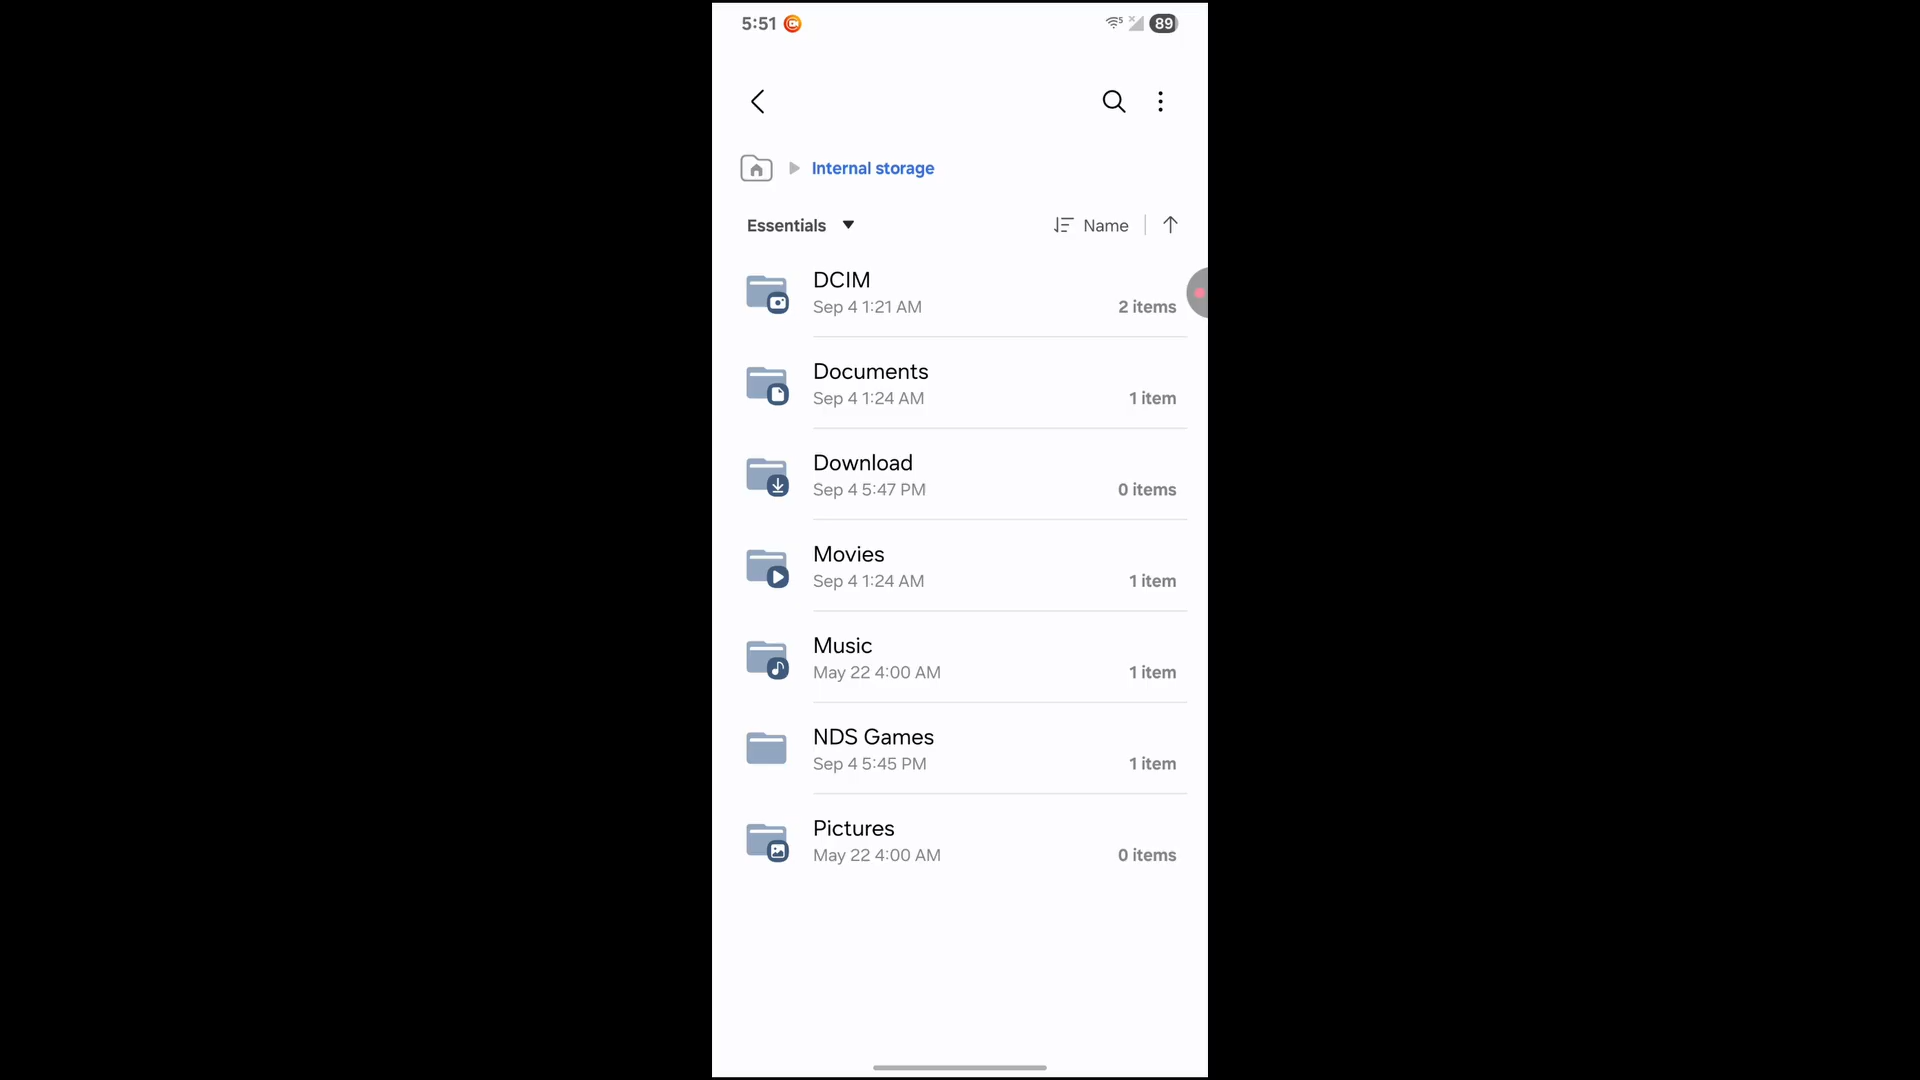 5:51
5
89
Internal storage
Essentials
Name
DCIM
Sep 4 1:21 AM
2 items
Documents
Sep 4 1:24 AM
1 item
Download
Sep 4 5:47 PM
0 items
Movies
Sep 4 1:24 AM
1 item
Music
May 22 4:00 AM
1 item
NDS Games
Sep 4 5:45 PM
1 item
Pictures
May 22 4:00 AM
0 items